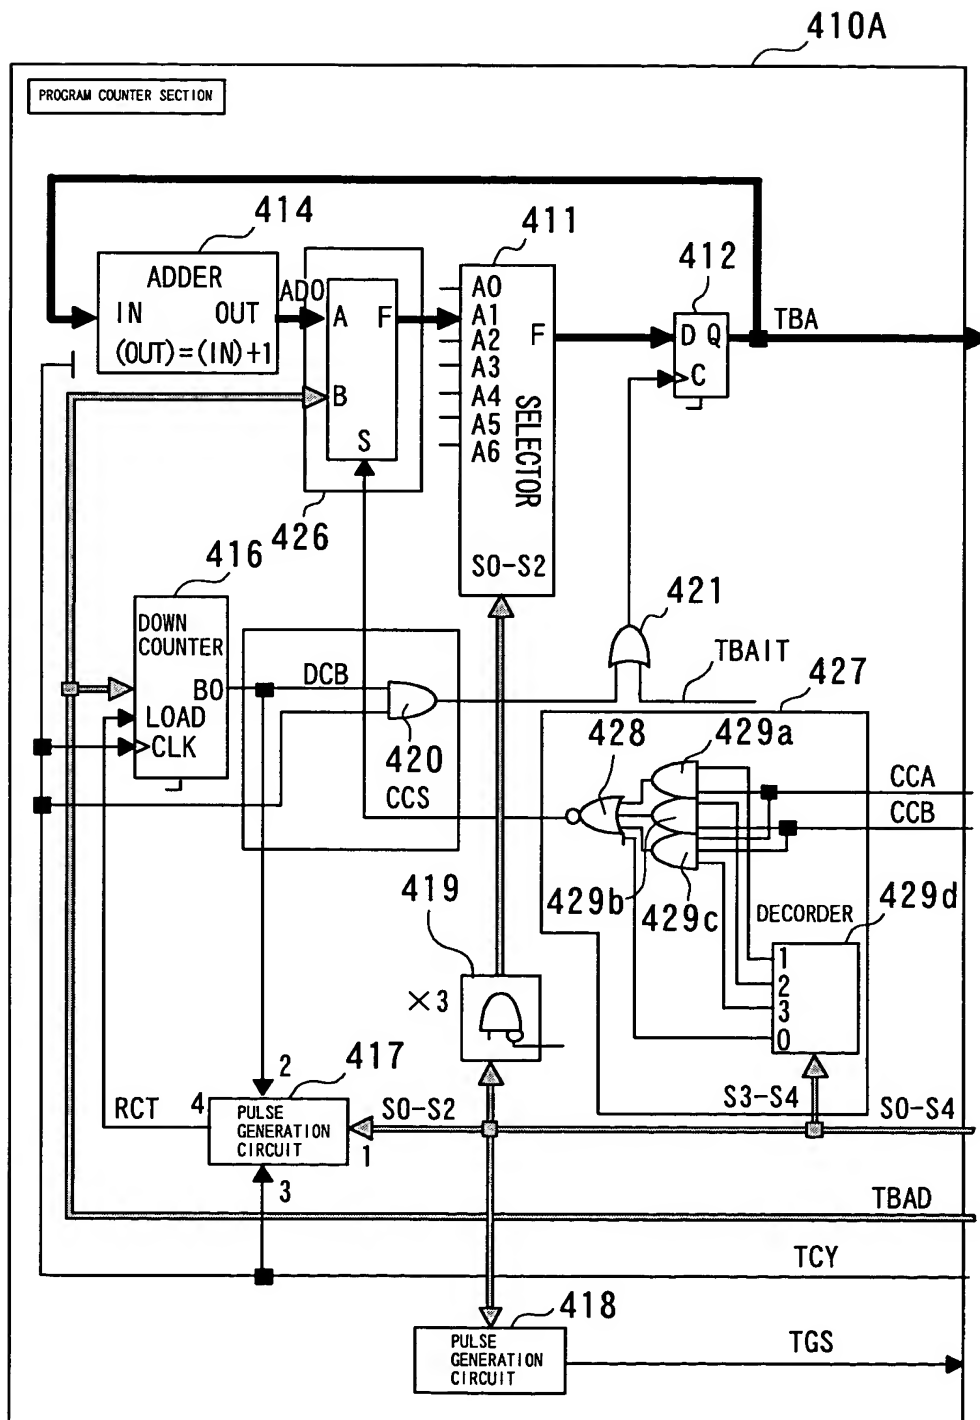 410A
PROGRAM COUNTER SECTION
414
411
412
ADDER
IN OUT
(OUT)=(IN)+1
ADO
A F
B
S
426
A0
A1
A2
A3
A4
A5
A6
F
SELECTOR
S0-S2
D Q
C
TBA
416
DOWN
COUNTER
BO
LOAD
CLK
DCB
420
CCS
421
TBAIT
427
428
429a
CCA
CCB
429b
429c
429d
DECORDER
1
2
3
0
419
×3
S3-S4
S0-S4
2
417
RCT
4
PULSE
GENERATION
CIRCUIT
S0-S2
1
3
TBAD
TCY
418
PULSE
GENERATION
CIRCUIT
TGS